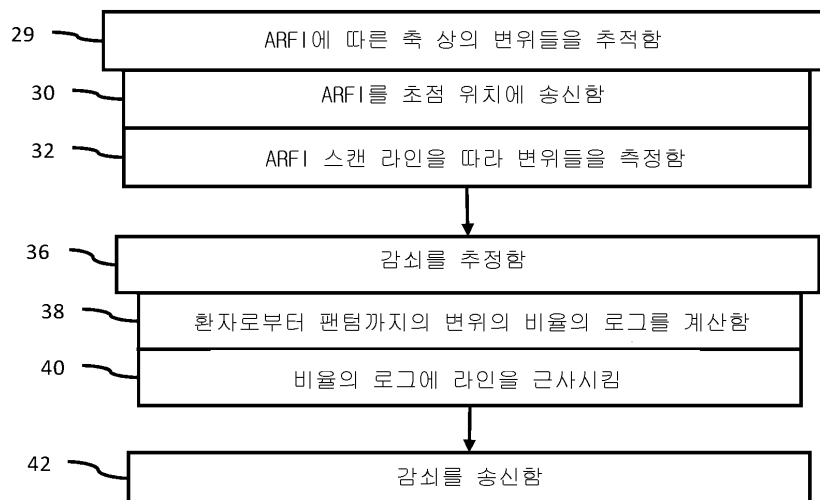 29 ARFI에 따른 축 상의 변위들을 추적함
30 ARFI를 초점 위치에 송신함
32 ARFI 스캔 라인을 따라 변위들을 측정함
36 감쇠를 추정함
38 환자로부터 팬텀까지의 변위의 비율의 로그를 계산함
40 비율의 로그에 라인을 근사시킴
42 감쇠를 송신함